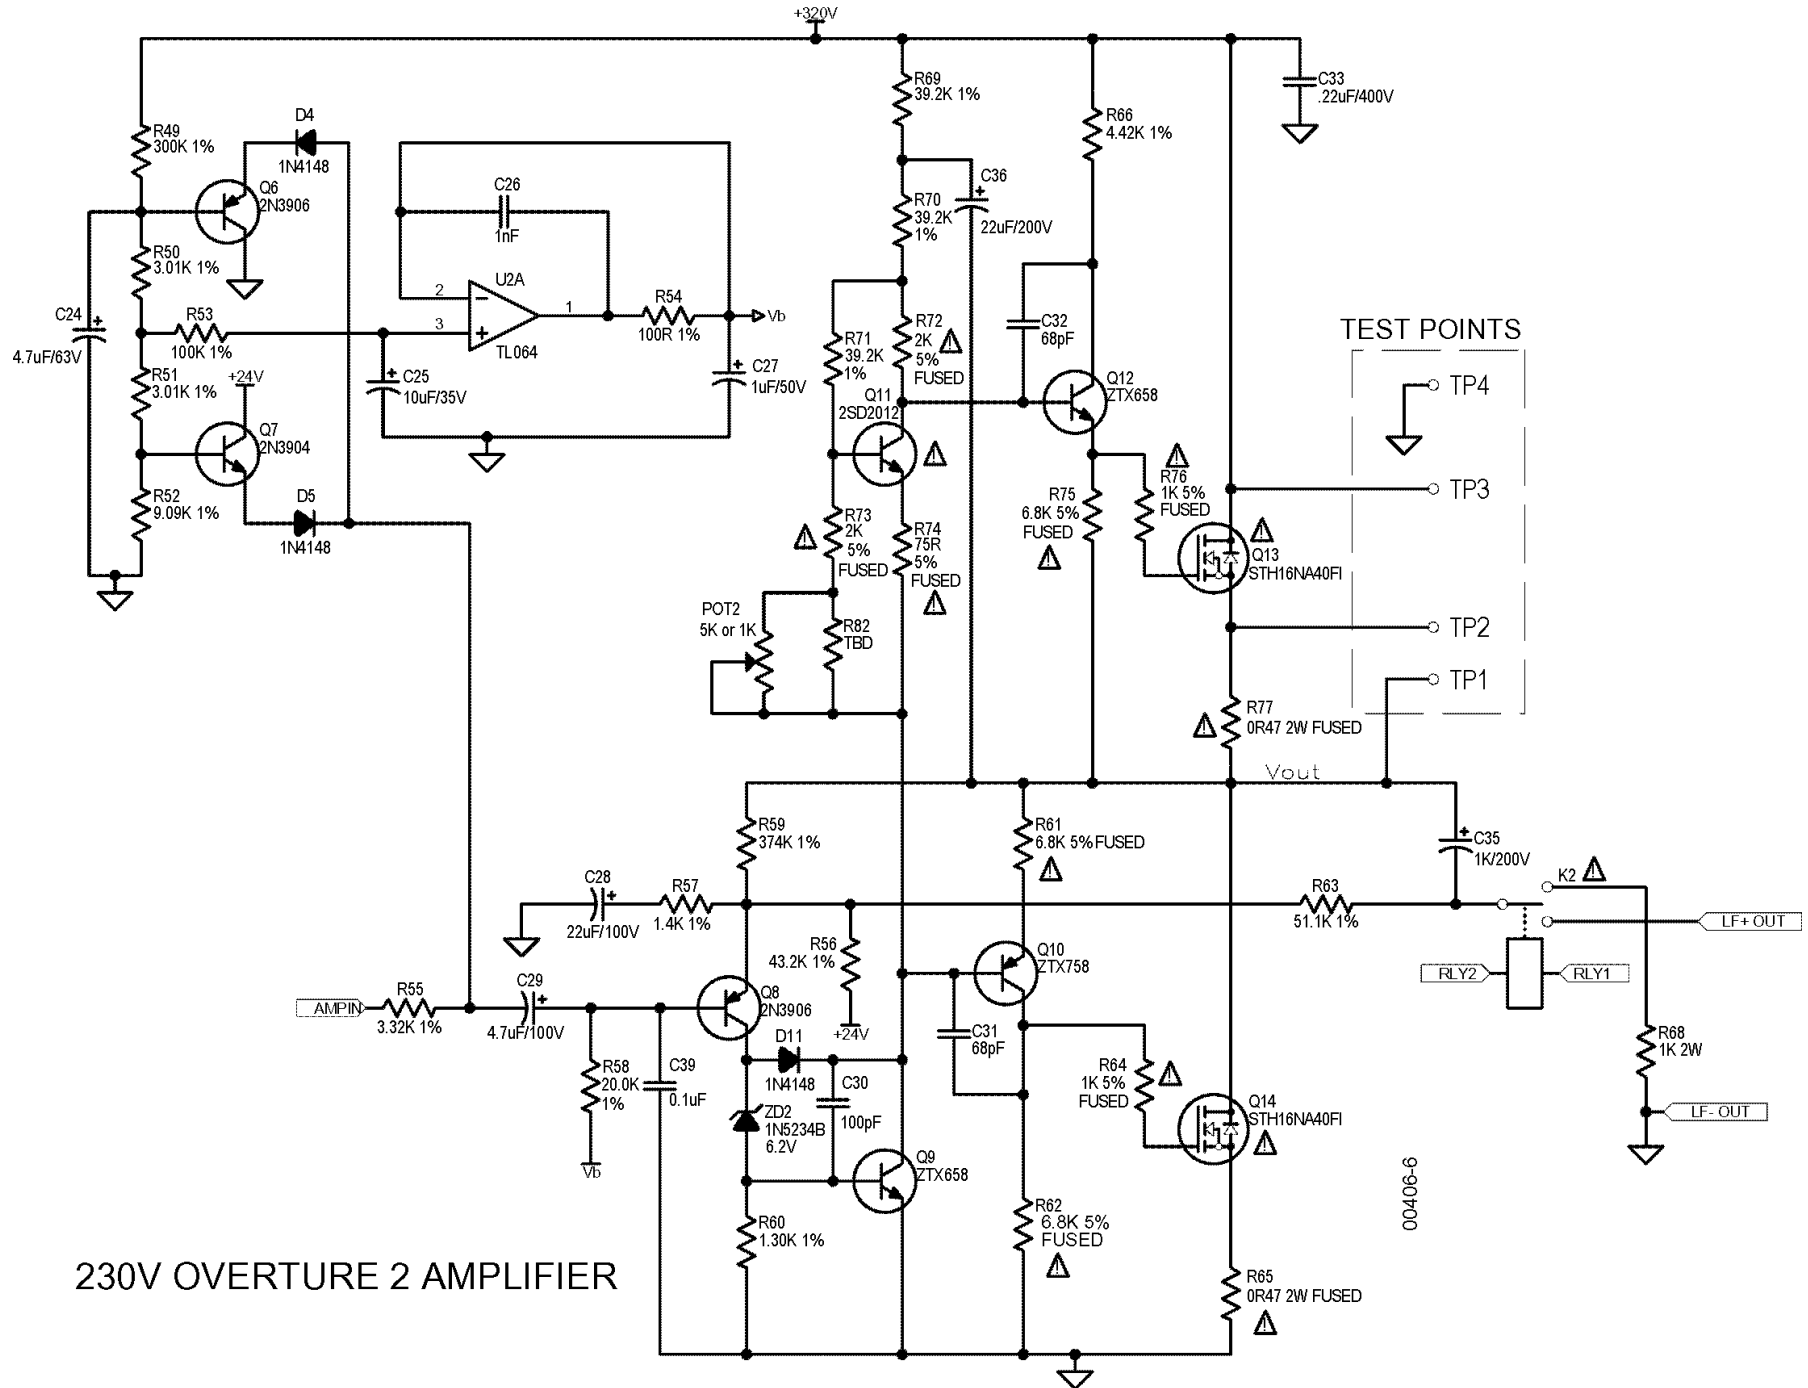 +320V
R49
300K 1%
D4
1N4148
Q6
2N3906
R50
3.01K 1%
C24
+
4.7uF/63V
R53
100K 1%
R51
3.01K 1%
+24V
Q7
2N3904
R52
9.09K 1%
D5
1N4148
C26
1nF
U2A
2
3
1
TL064
R54
100R 1%
Vb
C25
+
10uF/35V
C27
+
1uF/50V
R69
39.2K 1%
R70
39.2K
1%
C36
+
22uF/200V
R66
4.42K 1%
C33
.22uF/400V
R71
39.2K
1%
R72
2K
5%
FUSED
C32
68pF
Q11
2SD2012
Q12
ZTX658
R73
2K
5%
FUSED
R74
75R
5%
FUSED
R75
6.8K 5%
FUSED
R76
1K 5%
FUSED
Q13
STH16NA40FI
POT2
5K or 1K
R82
TBD
R77
0R47 2W FUSED
TEST POINTS
TP4
TP3
TP2
TP1
Vout
R59
374K 1%
R61
6.8K 5% FUSED
C35
+
1K/200V
C28
+
22uF/100V
R57
1.4K 1%
R56
43.2K 1%
+24V
R63
51.1K 1%
K2
LF+ OUT
RLY2
RLY1
R68
1K 2W
LF- OUT
AMPIN
R55
3.32K 1%
C29
+
4.7uF/100V
Q8
2N3906
Q10
ZTX758
R58
20.0K
1%
Vb
C39
0.1uF
D11
1N4148
C30
100pF
C31
68pF
ZD2
1N5234B
6.2V
R64
1K 5%
FUSED
Q14
STH16NA40FI
Q9
ZTX658
R60
1.30K 1%
R62
6.8K 5%
FUSED
R65
0R47 2W FUSED
00406-6
230V OVERTURE 2 AMPLIFIER